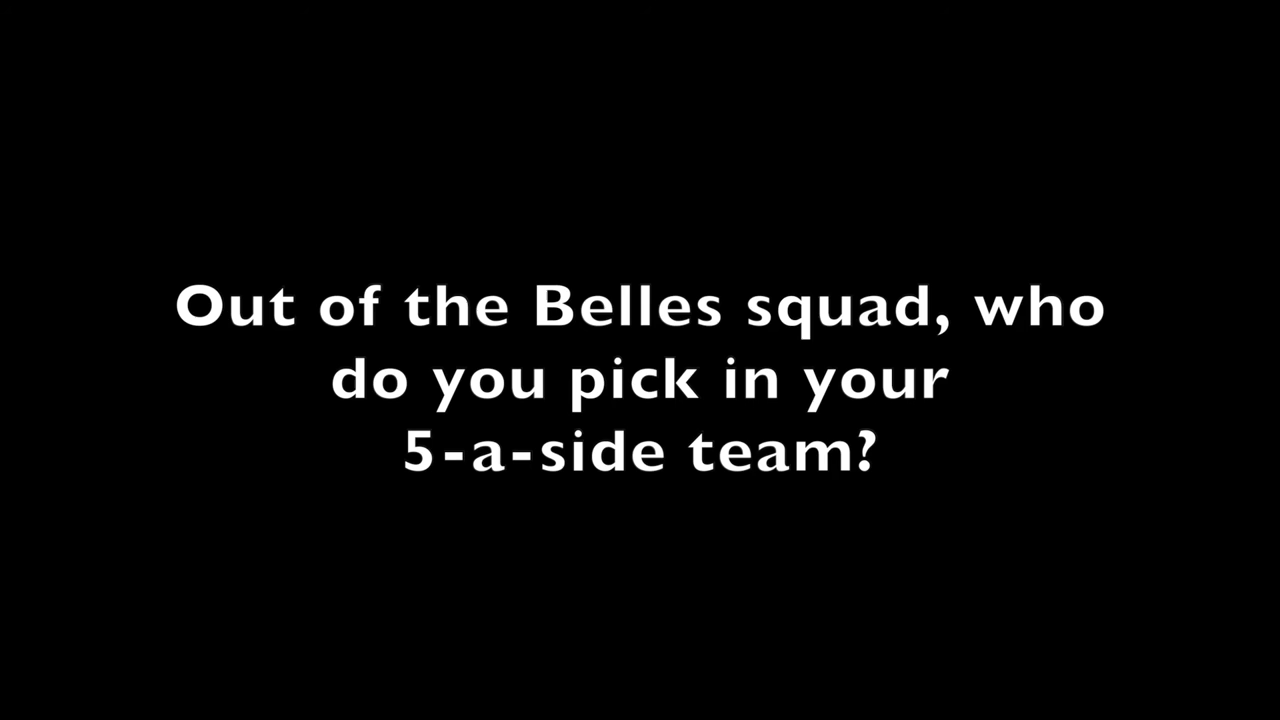 Out of the Belles squad, who
do you pick in your
5-a-side team?